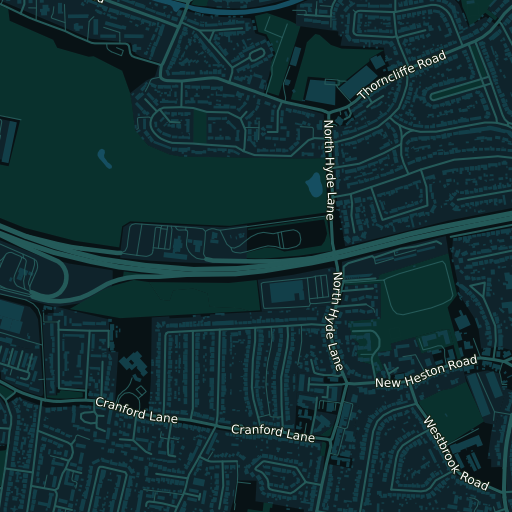 Thorncliffe Road
North Hyde Lane
North Hyde Lane
New Heston Road
Cranford Lane
Cranford Lane
Westbrook Road